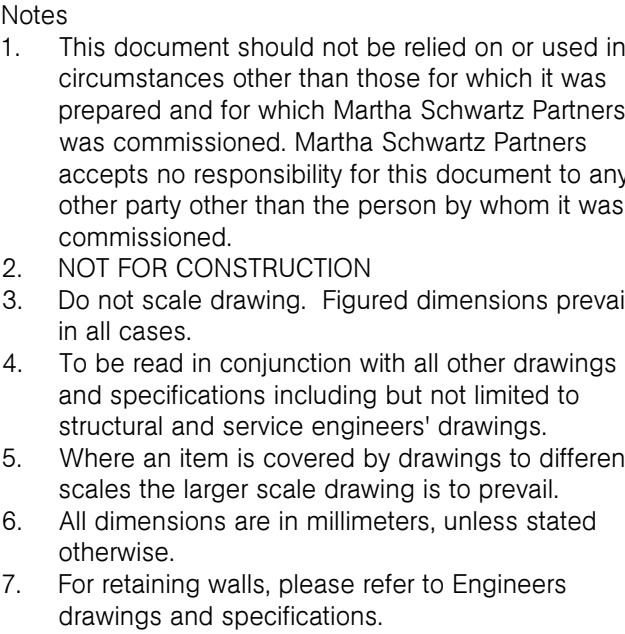 Notes
1. This document should not be relied on or used in
circumstances other than those for which it was
prepared and for which Martha Schwartz Partners
was commissioned. Martha Schwartz Partners
accepts no responsibility for this document to any
other party other than the person by whom it was
commissioned.
2. NOT FOR CONSTRUCTION
3. Do not scale drawing.  Figured dimensions prevai
in all cases.
4. To be read in conjunction with all other drawings
and specifications including but not limited to
structural and service engineers' drawings.
5. Where an item is covered by drawings to differen
scales the larger scale drawing is to prevail.
6. All dimensions are in millimeters, unless stated
otherwise.
7. For retaining walls, please refer to Engineers
drawings and specifications.